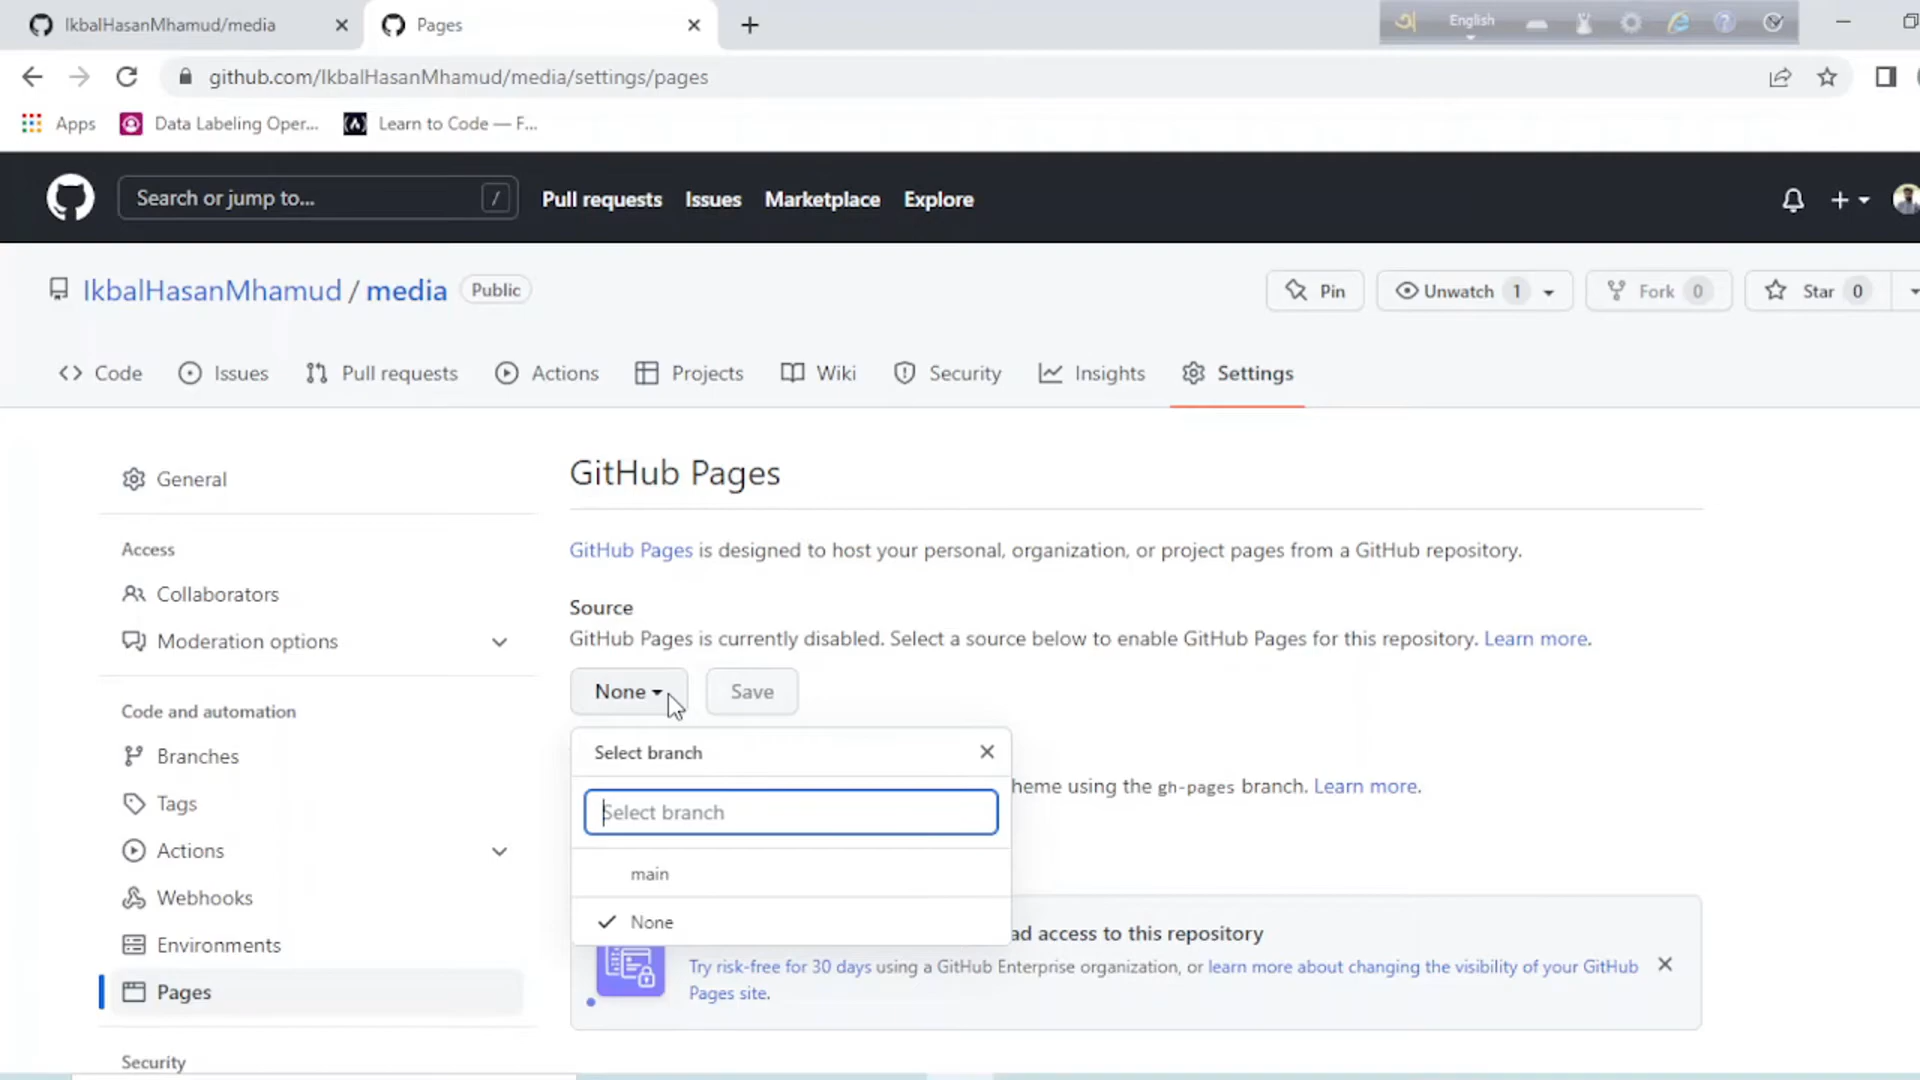 IkbalHasanMhamud/media
Pages
English
github.com/IkbalHasanMhamud/media/settings/pages
Apps
Data Labeling Oper...
Learn to Code — F...
Search or jump to...
/
Pull requests
Issues
Marketplace
Explore
IkbalHasanMhamud / media
Public
Pin
Unwatch 1
Fork 0
Star 0
Code
Issues
Pull requests
Actions
Projects
Wiki
Security
Insights
Settings
General
Access
Collaborators
Moderation options
Code and automation
Branches
Tags
Actions
Webhooks
Environments
Pages
Security
GitHub Pages
GitHub Pages is designed to host your personal, organization, or project pages from a GitHub repository.
Source
GitHub Pages is currently disabled. Select a source below to enable GitHub Pages for this repository. Learn more.
None
Save
Select branch
Select branch
main
None
heme using the gh-pages branch. Learn more.
ad access to this repository
Try risk-free for 30 days using a GitHub Enterprise organization, or learn more about changing the visibility of your GitHub
Pages site.